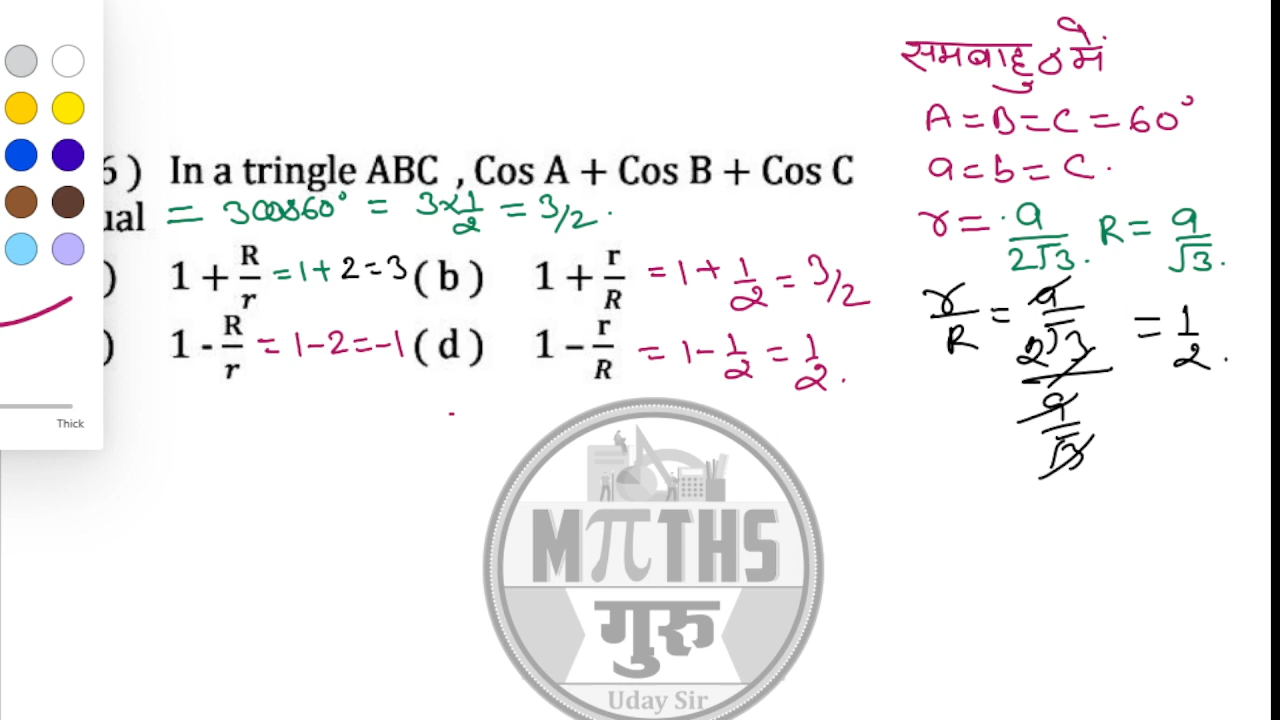 समबाहु Δ में
A = B = C = 60°
a = b = c.
6 ) In a tringle ABC , Cos A + Cos B + Cos C
ual = 3 cos60° = 3×1/2 = 3/2.
r = a/2√3. R = a/√3.
) 1 + R/r = 1 + 2 = 3 ( b ) 1 + r/R = 1 + 1/2 = 3/2
r/R = a/2√3 / a/√3 = 1/2.
) 1 - R/r = 1 - 2 = -1 ( d ) 1 - r/R = 1 - 1/2 = 1/2.
Thick
MπTHS
गुरु
Uday Sir